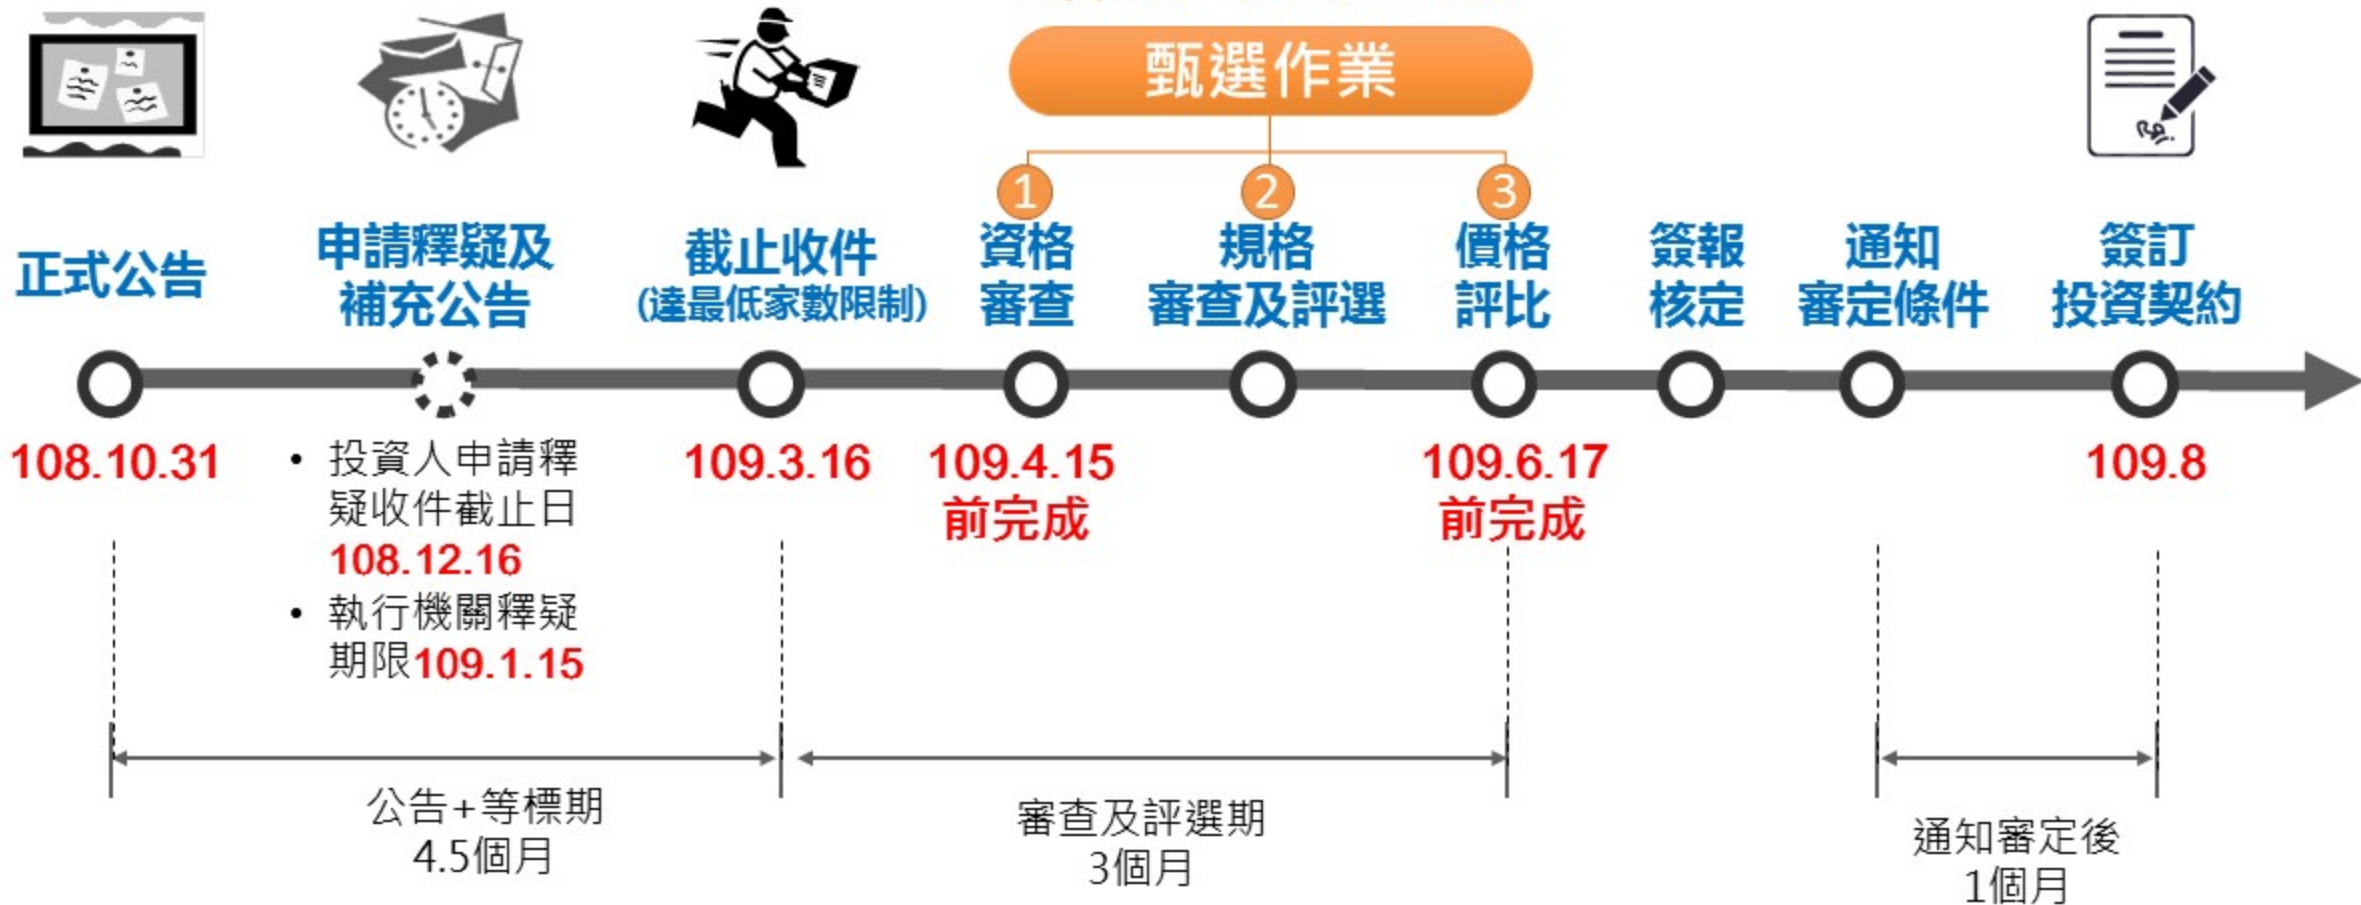 甄選作業
1
2
3
正式公告
申請釋疑及
補充公告
截止收件
(達最低家數限制)
資格
審查
規格
審查及評選
價格
評比
簽報
核定
通知
審定條件
簽訂
投資契約
108.10.31
• 投資人申請釋
疑收件截止日
108.12.16
• 執行機關釋疑
期限109.1.15
109.3.16
109.4.15
前完成
109.6.17
前完成
109.8
公告+等標期
4.5個月
審查及評選期
3個月
通知審定後
1個月